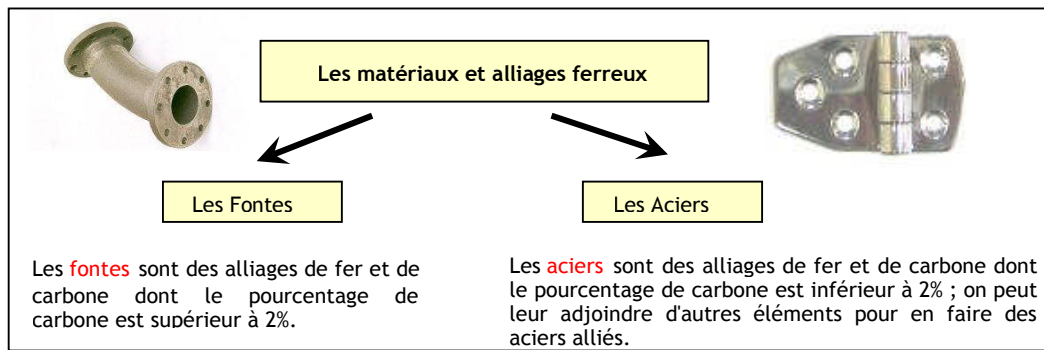 Les matériaux et alliages ferreux
Les Fontes
Les Aciers
Les fontes sont des alliages de fer et de
carbone dont le pourcentage de
carbone est supérieur à 2%.
Les aciers sont des alliages de fer et de carbone dont
le pourcentage de carbone est inférieur à 2% ; on peut
leur adjoindre d'autres éléments pour en faire des
aciers alliés.